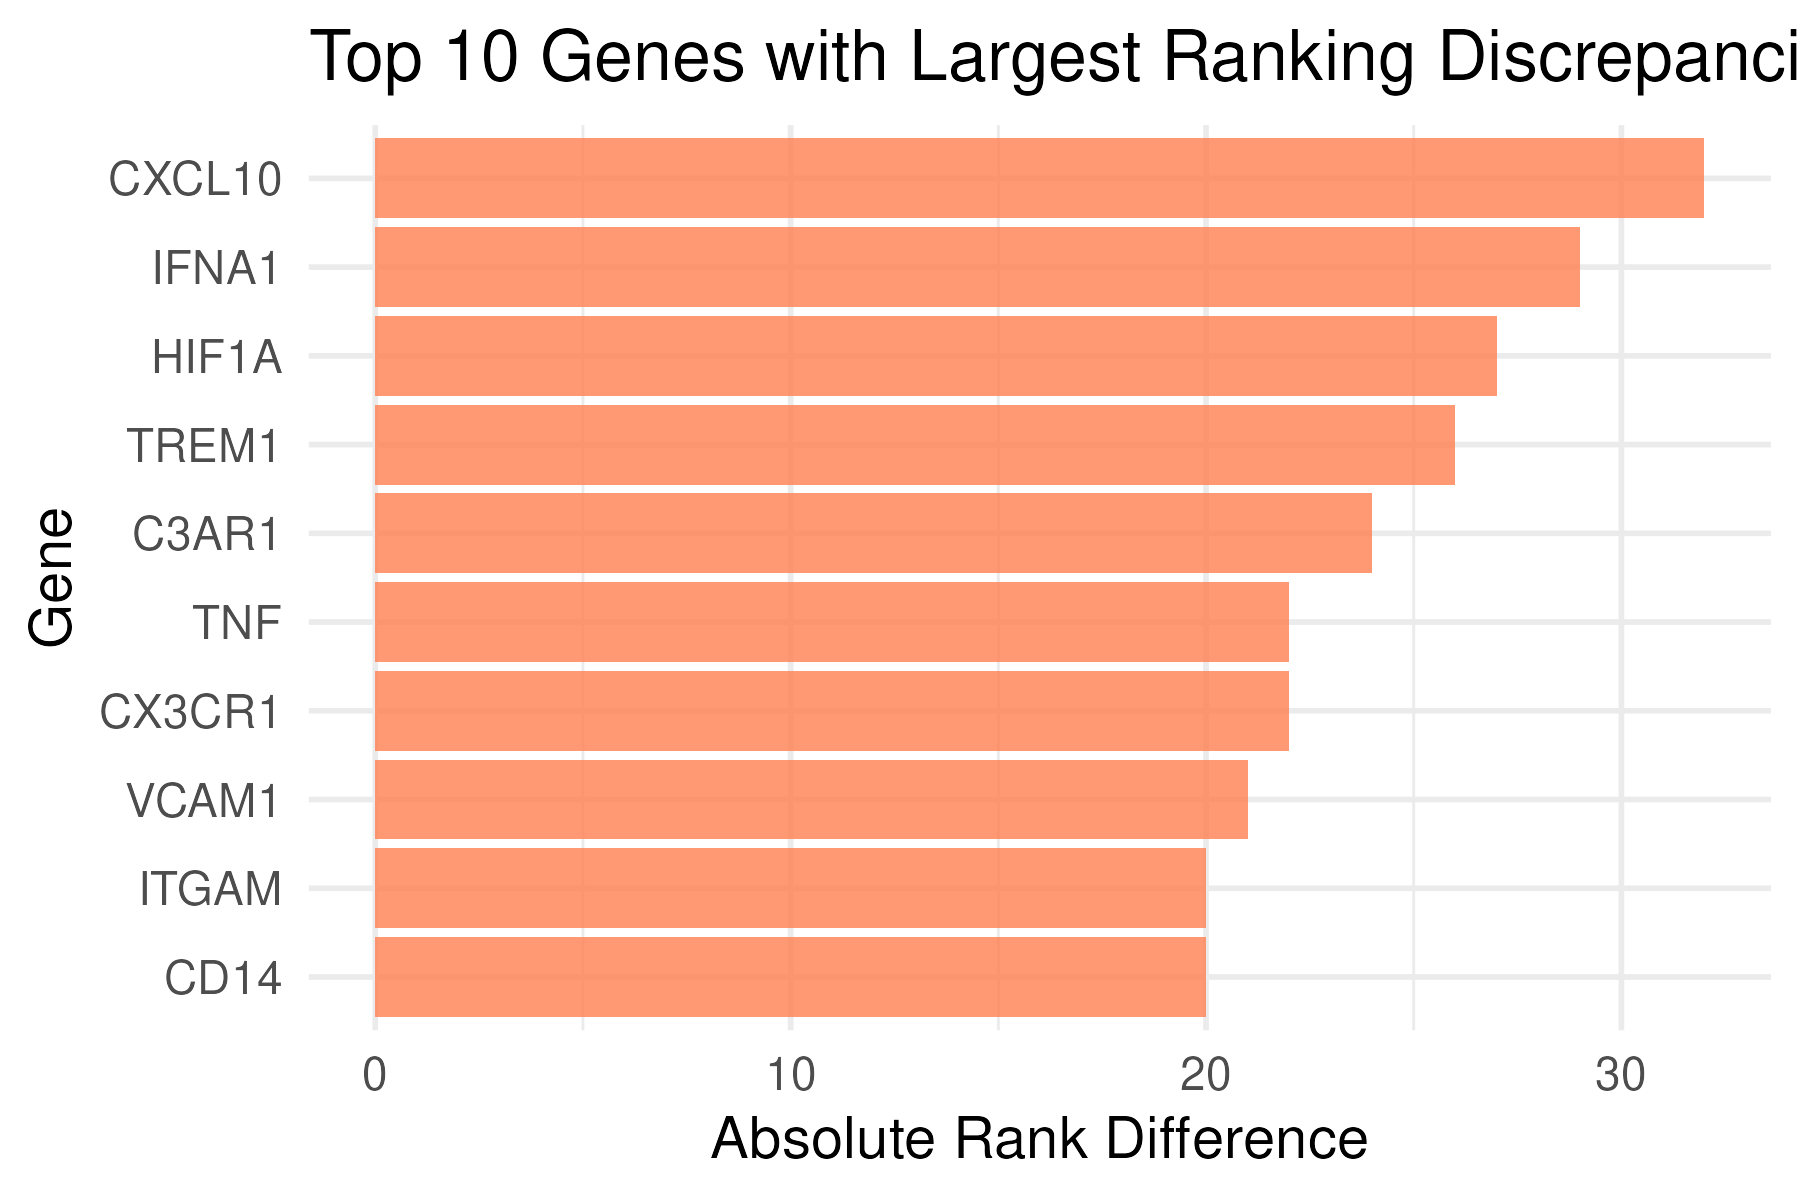 Top 10 Genes with Largest Ranking Discrepanci
CXCL10
IFNA1
HIF1A
TREM1
C3AR1
TNF
CX3CR1
VCAM1
ITGAM
CD14
Gene
0 10 20 30
Absolute Rank Difference